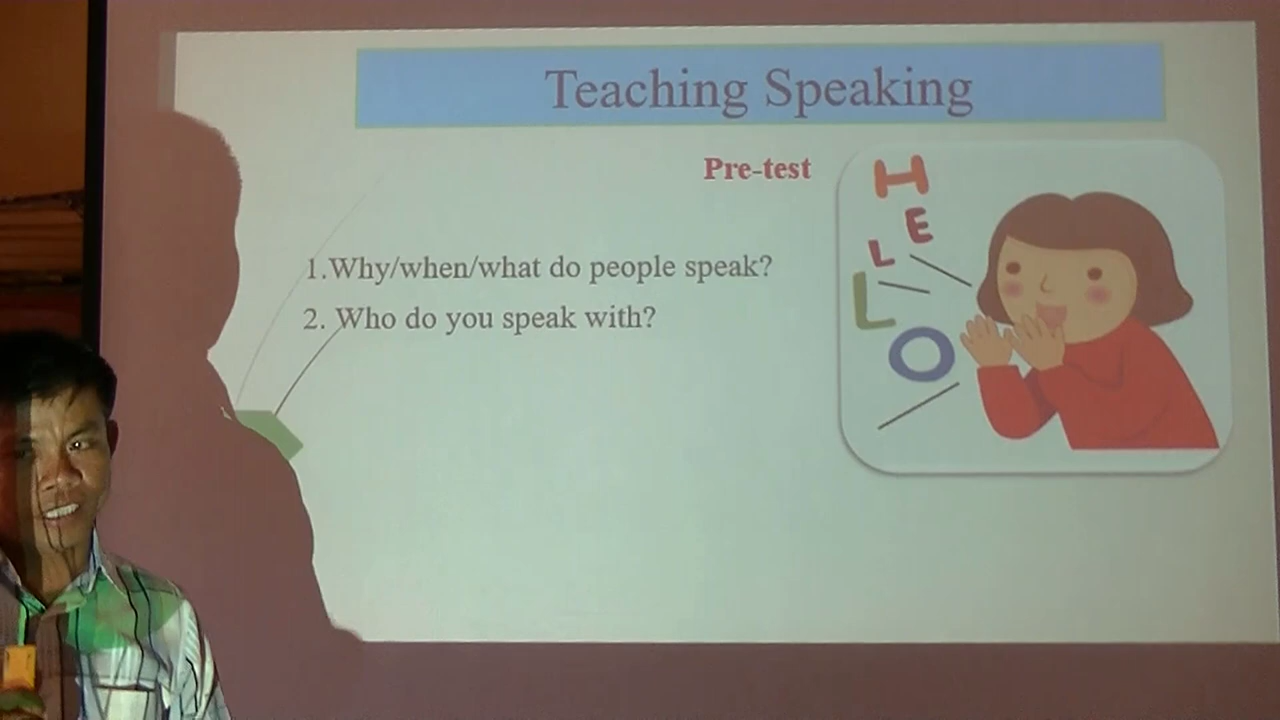 Teaching Speaking
Pre-test
1.Why/when/what do people speak?
2. Who do you speak with?
H
E
L
L
O